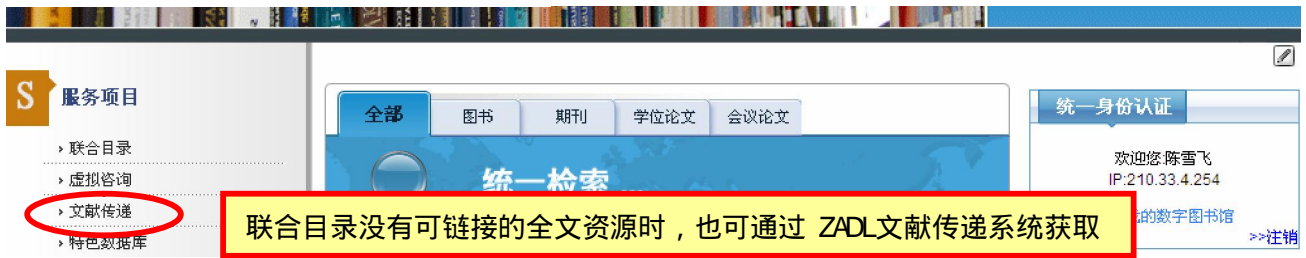 S 服务项目
全部 图书 期刊 学位论文 会议论文
统一身份认证
›联合目录
›虚拟咨询
›文献传递
›特色数据库
统一检索...
欢迎您:陈雪飞
IP:210.33.4.254
的数字图书馆
>>注销
联合目录没有可链接的全文资源时，也可通过 ZADL文献传递系统获取